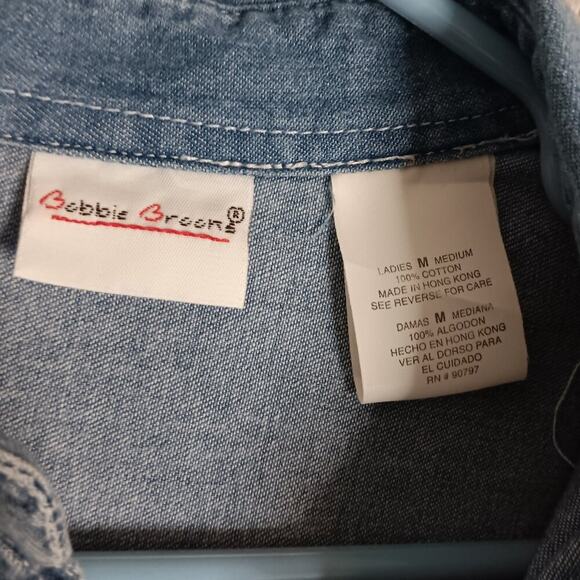 Bobbie Brooks®
LADIES M MEDIUM
100% COTTON
MADE IN HONG KONG
SEE REVERSE FOR CARE
DAMAS M MEDIANA
100% ALGODON
HECHO EN HONG KONG
VER AL DORSO PARA
EL CUIDADO
RN # 90797